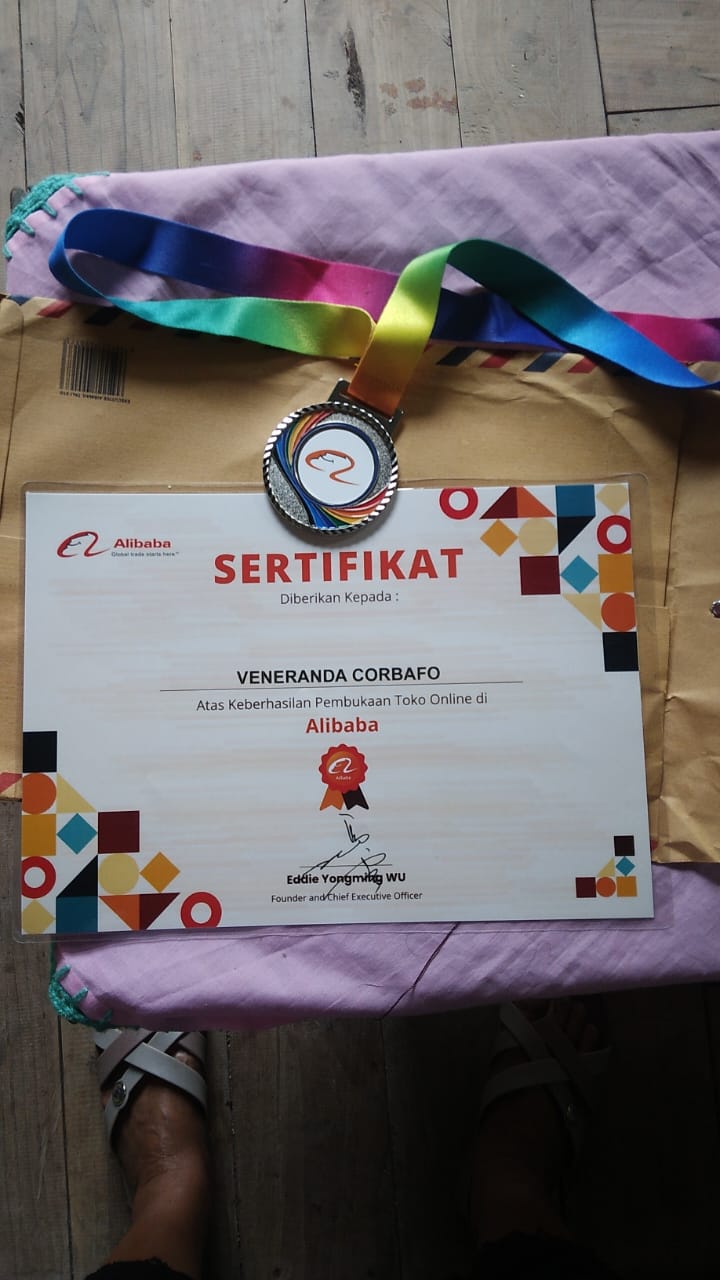 Alibaba
Global trade starts here.™
SERTIFIKAT
Diberikan Kepada :
VENERANDA CORBAFO
Atas Keberhasilan Pembukaan Toko Online di
Alibaba
Alibaba
Eddie Yongming WU
Founder and Chief Executive Officer